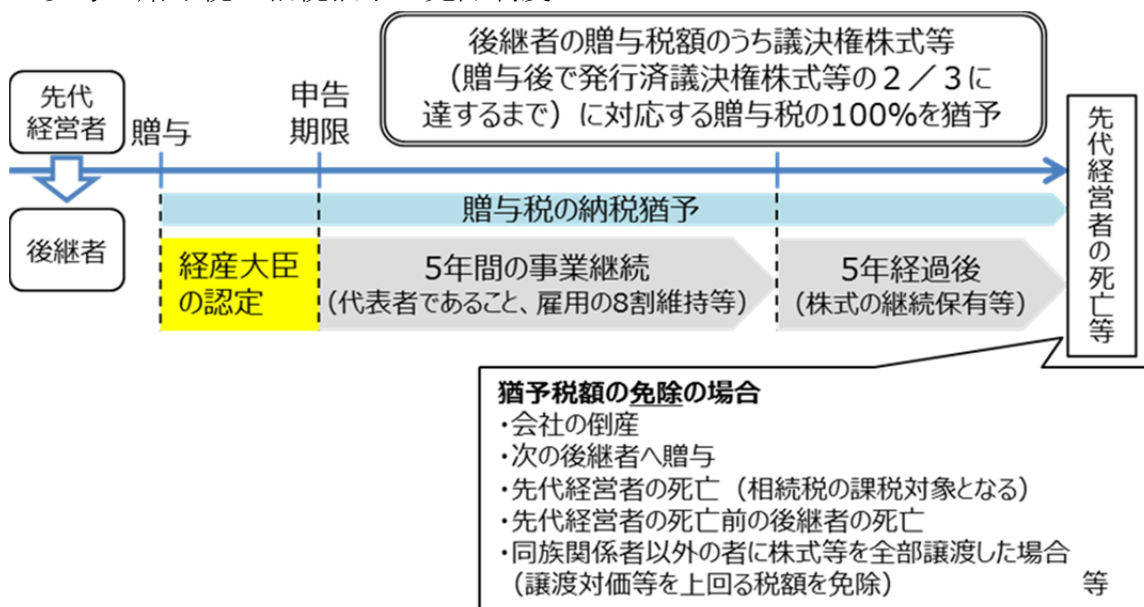 後継者の贈与税額のうち議決権株式等
（贈与後で発行済議決権株式等の２／３に
達するまで）に対応する贈与税の100%を猶予
先代
経営者
贈与
申告
期限
後継者
贈与税の納税猶予
経産大臣
の認定
5年間の事業継続
（代表者であること、雇用の8割維持等）
5年経過後
（株式の継続保有等）
先代経営者の死亡等
猶予税額の免除の場合
・会社の倒産
・次の後継者へ贈与
・先代経営者の死亡（相続税の課税対象となる）
・先代経営者の死亡前の後継者の死亡
・同族関係者以外の者に株式等を全部譲渡した場合
（譲渡対価等を上回る税額を免除）　等